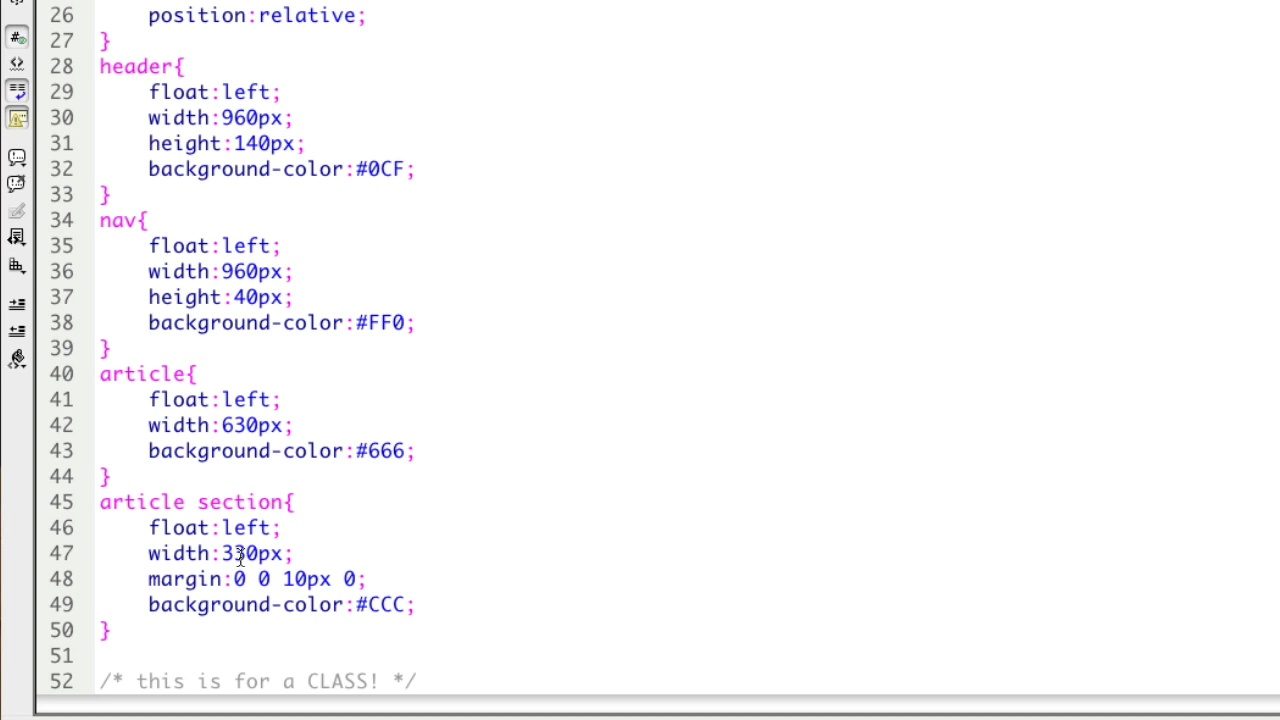 26 position:relative;
27 }
28 header{
29 float:left;
30 width:960px;
31 height:140px;
32 background-color:#0CF;
33 }
34 nav{
35 float:left;
36 width:960px;
37 height:40px;
38 background-color:#FF0;
39 }
40 article{
41 float:left;
42 width:630px;
43 background-color:#666;
44 }
45 article section{
46 float:left;
47 width:330px;
48 margin:0 0 10px 0;
49 background-color:#CCC;
50 }
51
52 /* this is for a CLASS! */